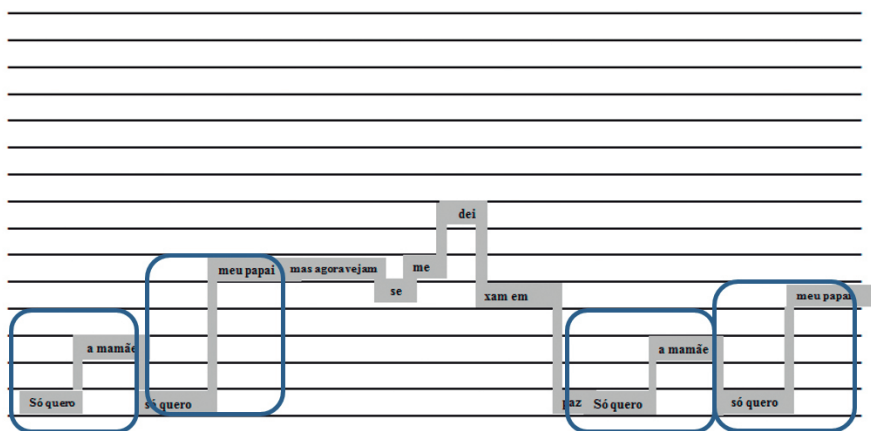 Só quero
a mamãe
só quero
meu papai
mas agora vejam
se
me
dei
xam em
paz
Só quero
a mamãe
só quero
meu papai